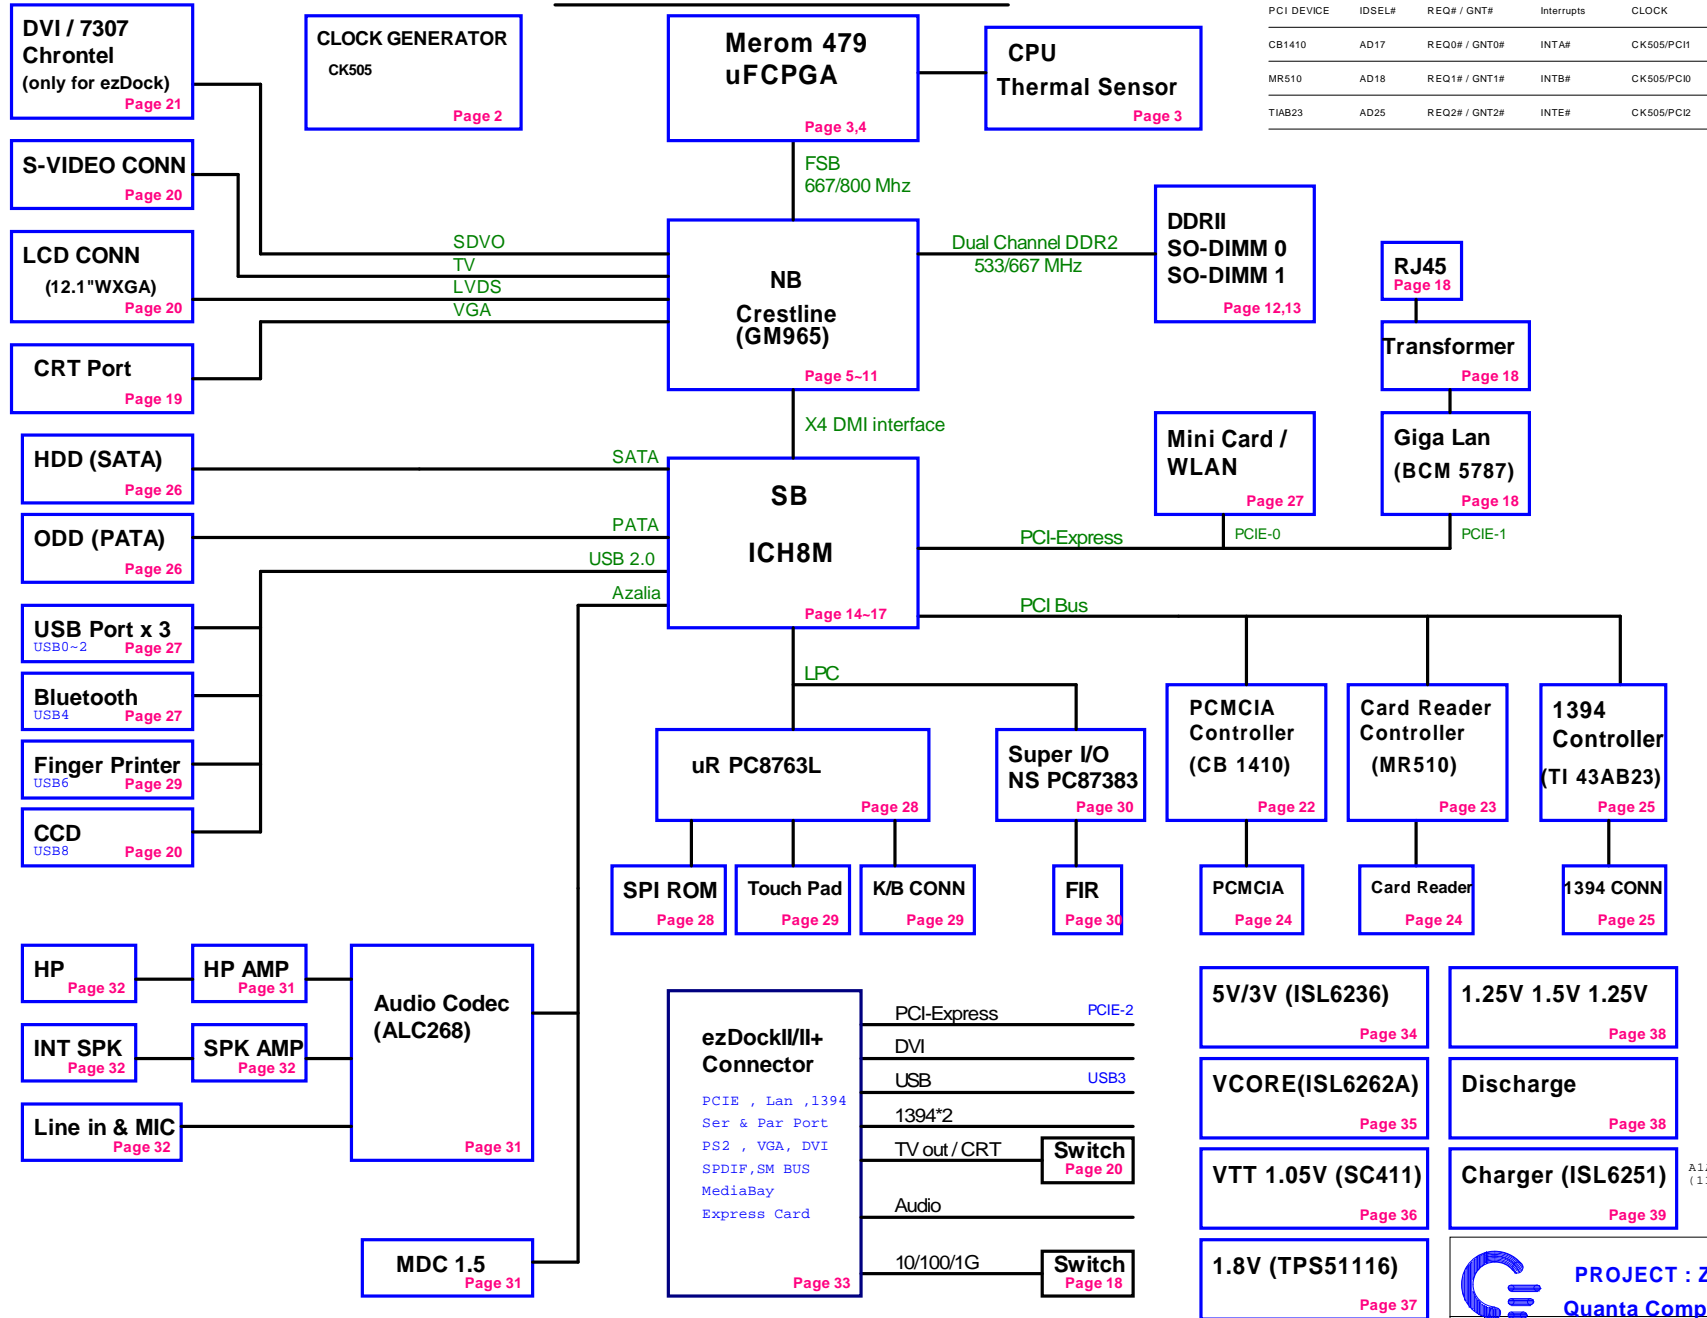 DVI / 7307
Chrontel
(only for ezDock)
Page 21
CLOCK GENERATOR
CK505
Page 2
Merom 479
uFCPGA
Page 3,4
CPU
Thermal Sensor
Page 3
PCI DEVICE IDSEL# REQ# / GNT# Interrupts CLOCK
CB1410 AD17 REQ0# / GNT0# INTA# CK505/PCI1
MR510 AD18 REQ1# / GNT1# INTB# CK505/PCI0
TIAB23 AD25 REQ2# / GNT2# INTE# CK505/PCI2
S-VIDEO CONN
Page 20
FSB
667/800 Mhz
LCD CONN
(12.1"WXGA)
Page 20
SDVO
TV
LVDS
VGA
NB
Crestline
(GM965)
Page 5~11
Dual Channel DDR2
533/667 MHz
DDRII
SO-DIMM 0
SO-DIMM 1
Page 12,13
RJ45
Page 18
Transformer
Page 18
CRT Port
Page 19
X4 DMI interface
Mini Card /
WLAN
Page 27
Giga Lan
(BCM 5787)
Page 18
HDD (SATA)
Page 26
SATA
ODD (PATA)
Page 26
PATA
USB 2.0
Azalia
SB
ICH8M
Page 14~17
PCI-Express
PCIE-0
PCIE-1
PCI Bus
USB Port x 3
USB0~2
Page 27
Bluetooth
USB4
Page 27
Finger Printer
USB6
Page 29
CCD
USB8
Page 20
LPC
uR PC8763L
Page 28
Super I/O
NS PC87383
Page 30
PCMCIA
Controller
(CB 1410)
Page 22
Card Reader
Controller
(MR510)
Page 23
1394
Controller
(TI 43AB23)
Page 25
SPI ROM
Page 28
Touch Pad
Page 29
K/B CONN
Page 29
FIR
Page 30
PCMCIA
Page 24
Card Reader
Page 24
1394 CONN
Page 25
HP
Page 32
HP AMP
Page 31
INT SPK
Page 32
SPK AMP
Page 32
Line in & MIC
Page 32
Audio Codec
(ALC268)
Page 31
MDC 1.5
Page 31
ezDockII/II+
Connector
PCIE , Lan ,1394
Ser & Par Port
PS2 , VGA, DVI
SPDIF,SM BUS
MediaBay
Express Card
Page 33
PCI-Express
PCIE-2
DVI
USB
USB3
1394*2
TV out / CRT
Switch
Page 20
Audio
10/100/1G
Switch
Page 18
5V/3V (ISL6236)
Page 34
1.25V 1.5V 1.25V
Page 38
VCORE(ISL6262A)
Page 35
Discharge
Page 38
VTT 1.05V (SC411)
Page 36
Charger (ISL6251)
Page 39
1.8V (TPS51116)
Page 37
PROJECT : Z
Quanta Comp